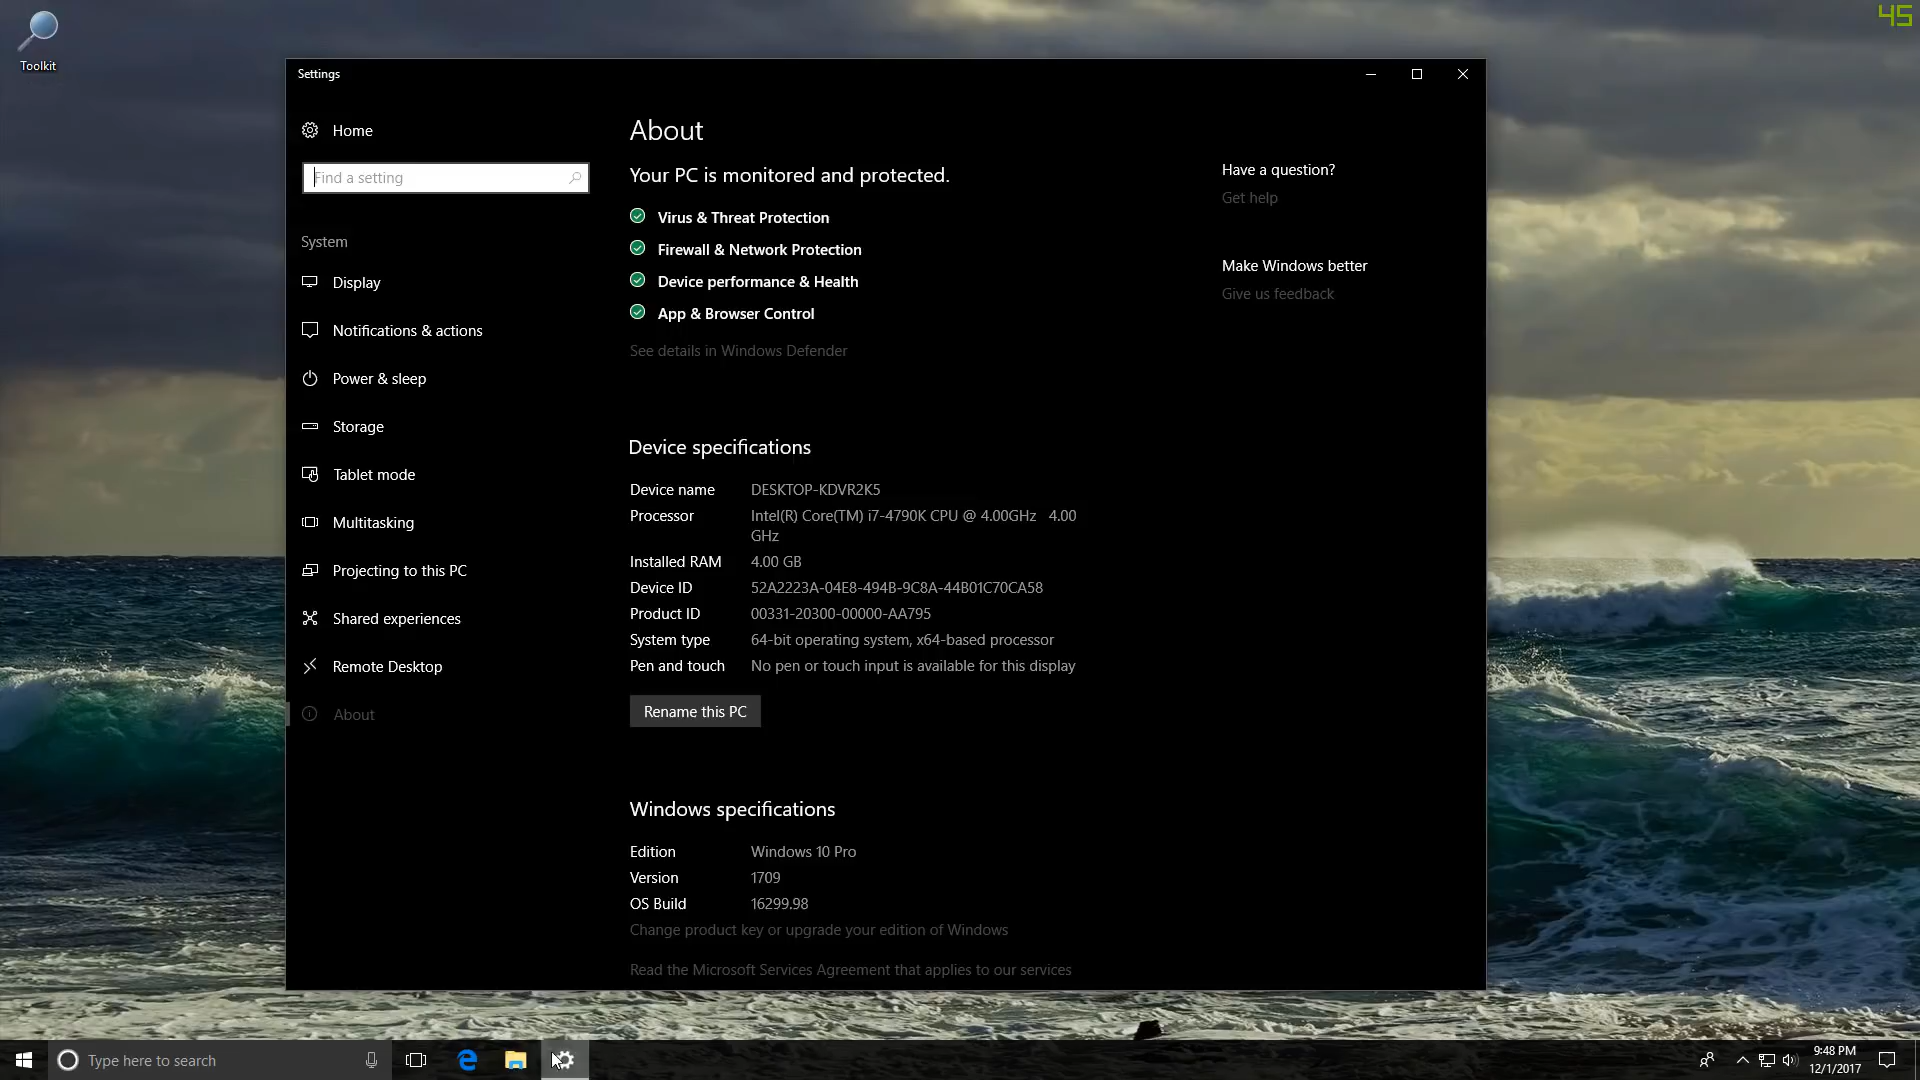 45
Toolkit
Settings
Home
Find a setting
System
Display
Notifications & actions
Power & sleep
Storage
Tablet mode
Multitasking
Projecting to this PC
Shared experiences
Remote Desktop
About
About
Your PC is monitored and protected.
Virus & Threat Protection
Firewall & Network Protection
Device performance & Health
App & Browser Control
See details in Windows Defender
Device specifications
Device name DESKTOP-KDVR2K5
Processor Intel(R) Core(TM) i7-4790K CPU @ 4.00GHz 4.00
GHz
Installed RAM 4.00 GB
Device ID 52A2223A-04E8-494B-9C8A-44B01C70CA58
Product ID 00331-20300-00000-AA795
System type 64-bit operating system, x64-based processor
Pen and touch No pen or touch input is available for this display
Rename this PC
Windows specifications
Edition Windows 10 Pro
Version 1709
OS Build 16299.98
Change product key or upgrade your edition of Windows
Read the Microsoft Services Agreement that applies to our services
Have a question?
Get help
Make Windows better
Give us feedback
Type here to search
9:48 PM
12/1/2017